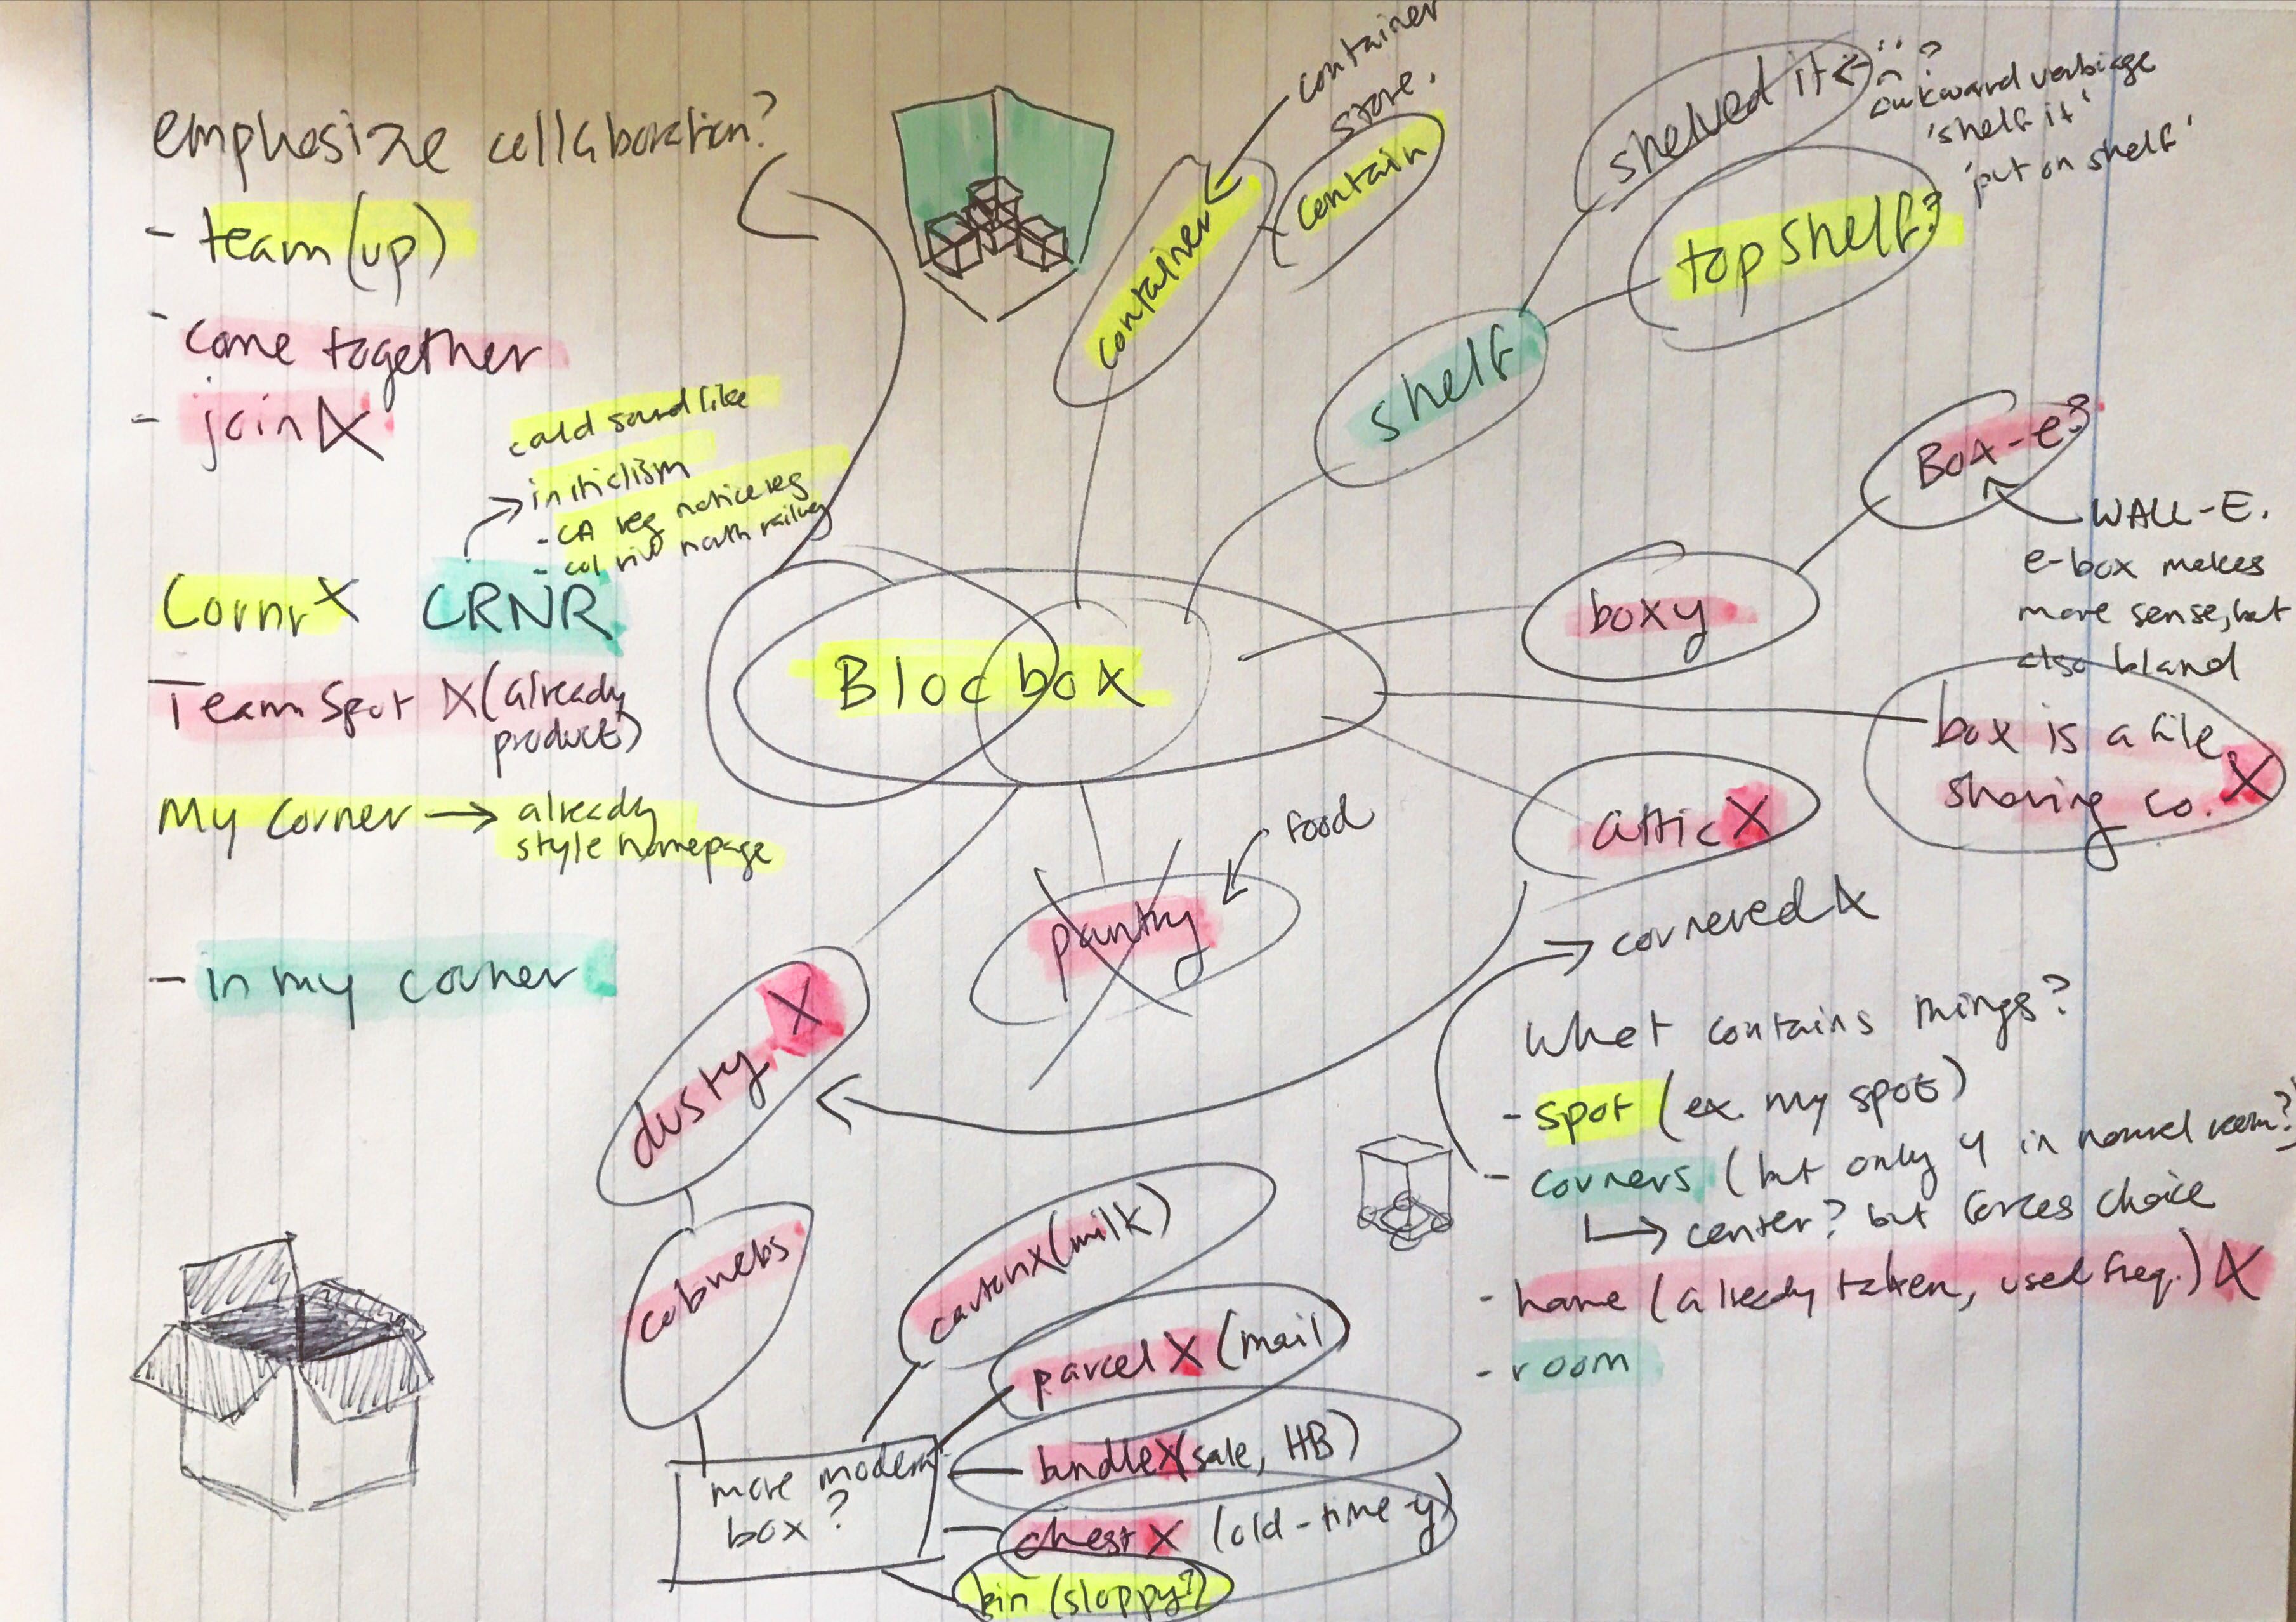 emphasize collaboration?
- team (up)
- come together
- join X
could sound like
initialism
- CA reg notice reg
- col riv north railway
Cornr X CRNR
Team Spot X (already
product)
My Corner → already
style homepage
- in my corner
container
store.
container
contain
shelved it ← :( ?
awkward verbiage
'shelf it'
'put on shelf'
top shelf?
shelf
Box-e?
WALL-E.
e-box makes
more sense, but
also bland
boxy
Bloc box
box is a file
sharing co. X
attic X
food
pantry
dusty X
cobwebs
more modern
box?
carton X (milk)
parcel X (mail)
bundle X (sale, HB)
chest X (old-time-y)
bin (sloppy?)
→ cornered X
What contains things?
- spot (ex. my spot)
- corners (but only 4 in normal room?)
↳ center? but forces choice
- home (already taken, used freq.) X
- room